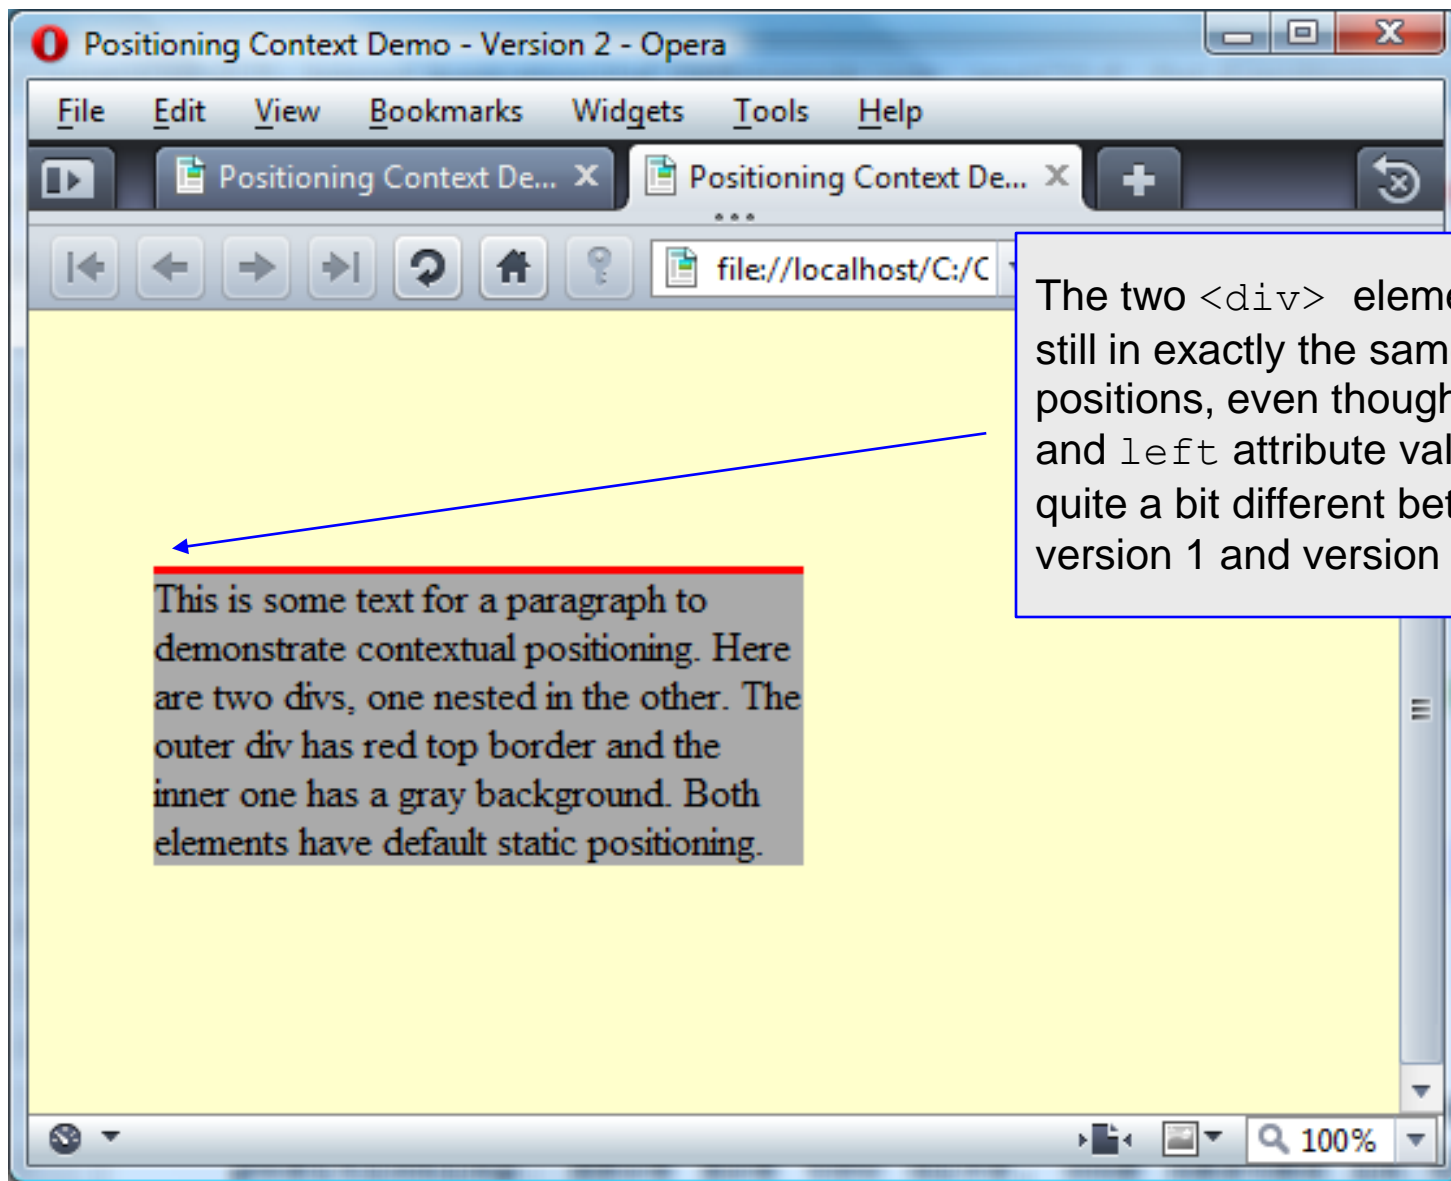 Positioning Context Demo - Version 2 - Opera
File Edit View Bookmarks Widgets Tools Help
Positioning Context De... Positioning Context De...
file://localhost/C:/C
The two <div> eleme
still in exactly the sam
positions, even though
and left attribute val
quite a bit different bet
version 1 and version
This is some text for a paragraph to
demonstrate contextual positioning. Here
are two divs, one nested in the other. The
outer div has red top border and the
inner one has a gray background. Both
elements have default static positioning.
100%